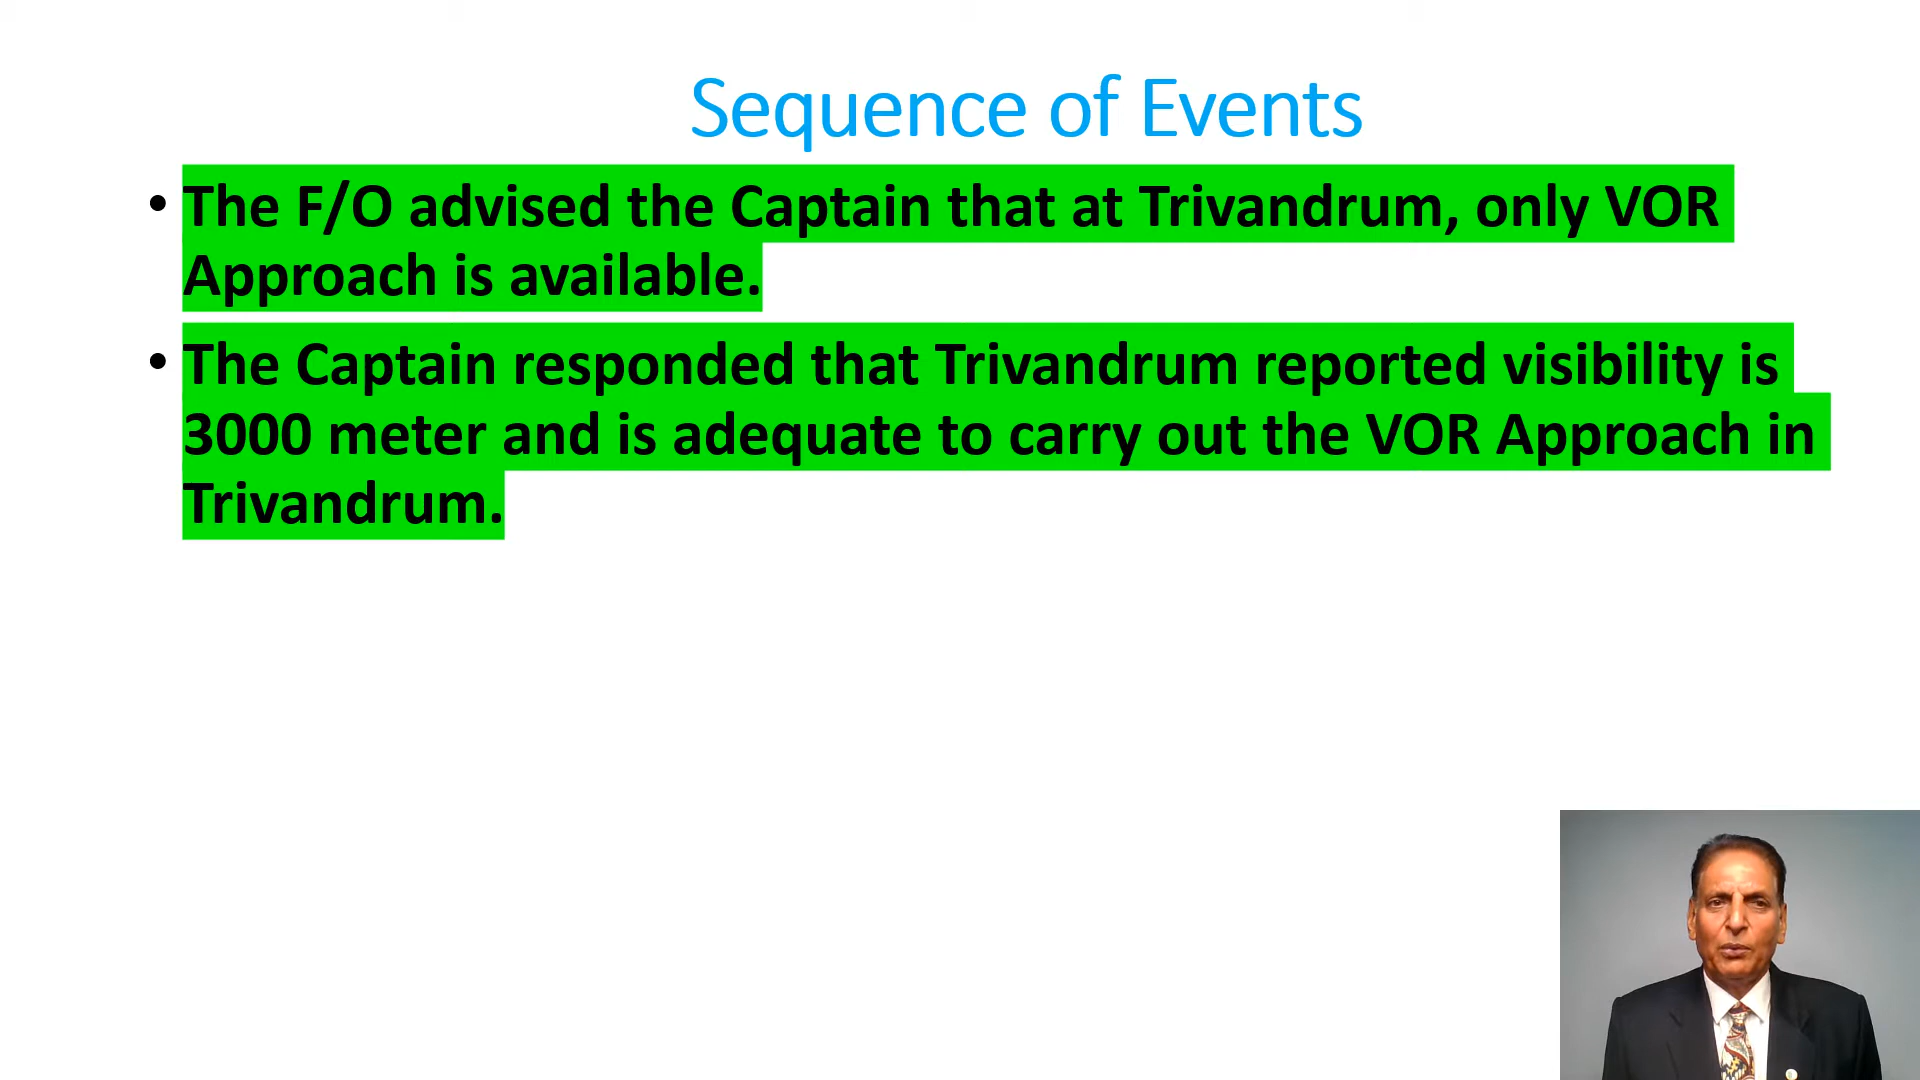 Sequence of Events
• The F/O advised the Captain that at Trivandrum, only VOR
Approach is available.
• The Captain responded that Trivandrum reported visibility is
3000 meter and is adequate to carry out the VOR Approach in
Trivandrum.